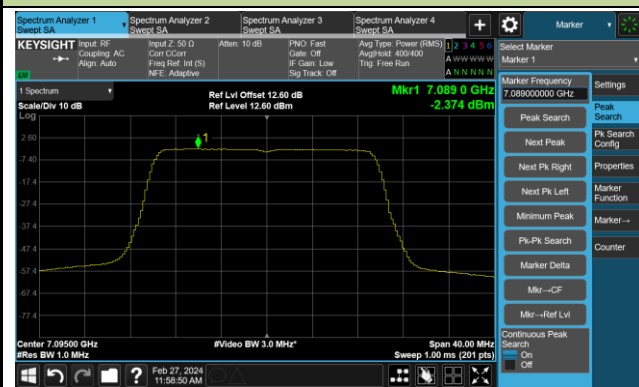 Spectrum Analyzer 1
Swept SA
Spectrum Analyzer 2
Swept SA
Spectrum Analyzer 3
Swept SA
Spectrum Analyzer 4
Swept SA
+
Marker
KEYSIGHT
Input: RF
Coupling: AC
Align: Auto
Input Z: 50 Ω
Corr CCorr
Freq Ref: Int (S)
NFE: Adaptive
Atten: 10 dB
PNO: Fast
Gate: Off
IF Gain: Low
Sig Track: Off
Avg Type: Power (RMS)
Avg|Hold: 400/400
Trig: Free Run
1 2 3 4 5 6
A W W W W W
A N N N N N
Select Marker
Marker 1
1 Spectrum
Scale/Div 10 dB
Log
Ref Lvl Offset 12.60 dB
Ref Level 12.60 dBm
Mkr1 7.089 0 GHz
-2.374 dBm
1
2.60
-7.40
-17.4
-27.4
-37.4
-47.4
-57.4
-67.4
-77.4
Center 7.09500 GHz
#Res BW 1.0 MHz
#Video BW 3.0 MHz*
Span 40.00 MHz
Sweep 1.00 ms (201 pts)
Marker Frequency
7.089000000 GHz
Peak Search
Next Peak
Next Pk Right
Next Pk Left
Minimum Peak
Pk-Pk Search
Marker Delta
Mkr→CF
Mkr→Ref Lvl
Continuous Peak
Search
On
Off
Settings
Peak
Search
Pk Search
Config
Properties
Marker
Function
Marker→
Counter
?
Feb 27, 2024
11:58:50 AM